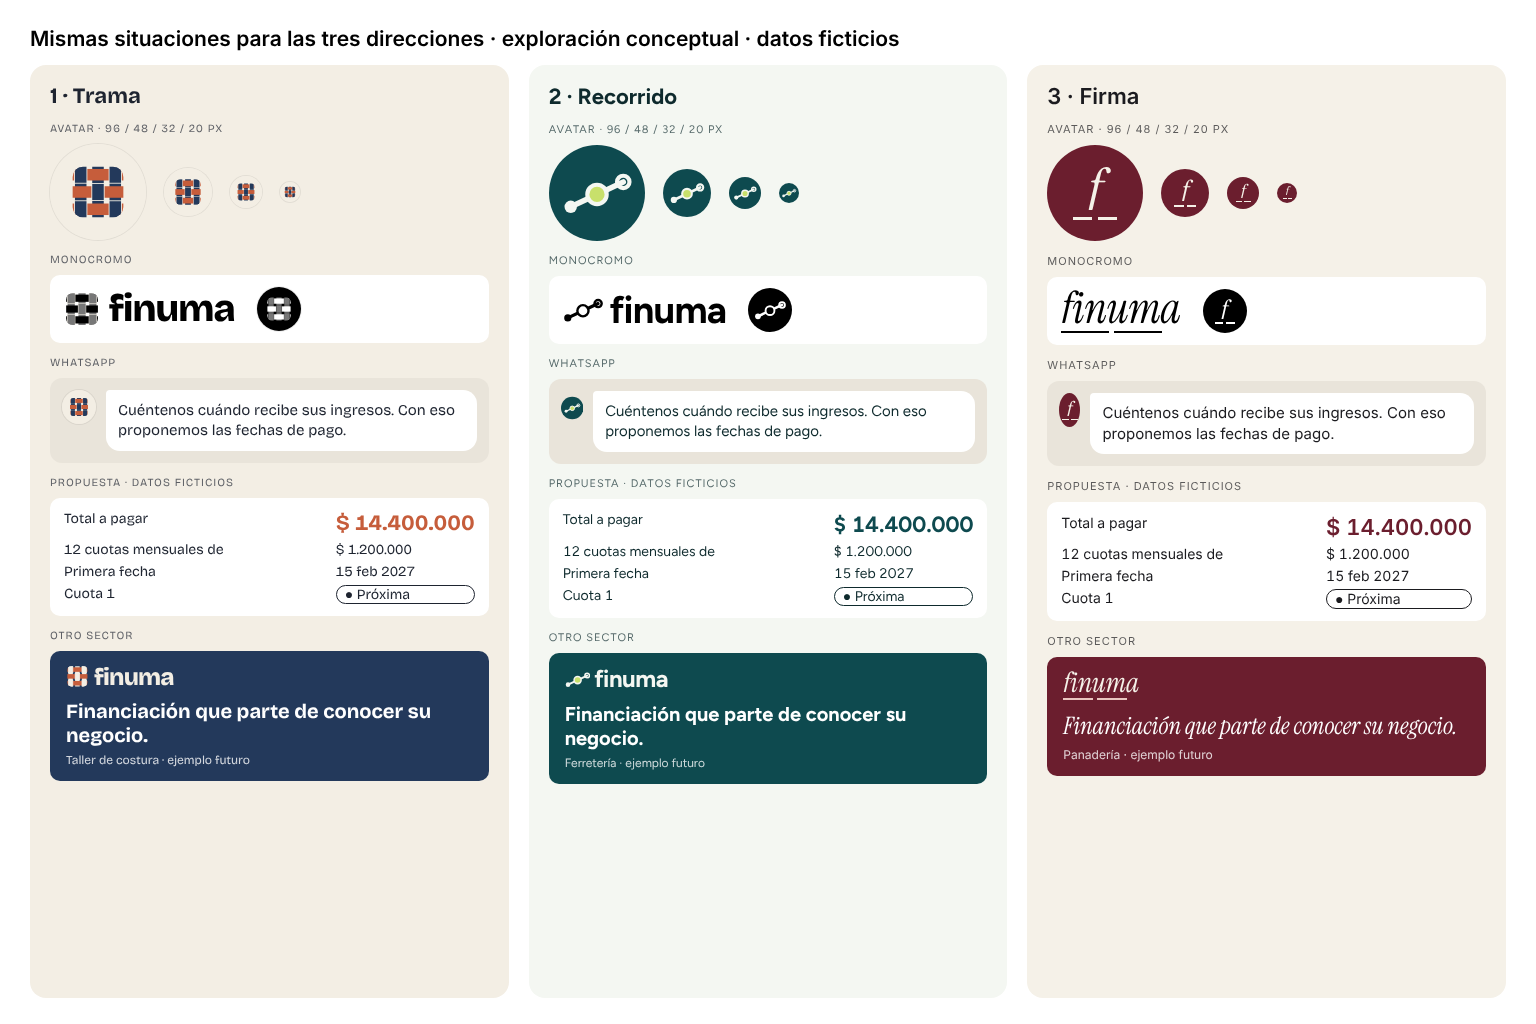 Mismas situaciones para las tres direcciones · exploración conceptual · datos ficticios
1 · Trama
AVATAR · 96 / 48 / 32 / 20 PX
MONOCROMO
finuma
WHATSAPP
Cuéntenos cuándo recibe sus ingresos. Con eso
proponemos las fechas de pago.
PROPUESTA · DATOS FICTICIOS
Total a pagar $ 14.400.000
12 cuotas mensuales de $ 1.200.000
Primera fecha 15 feb 2027
Cuota 1 ● Próxima
OTRO SECTOR
finuma
Financiación que parte de conocer su
negocio.
Taller de costura · ejemplo futuro
2 · Recorrido
AVATAR · 96 / 48 / 32 / 20 PX
MONOCROMO
finuma
WHATSAPP
Cuéntenos cuándo recibe sus ingresos. Con eso
proponemos las fechas de pago.
PROPUESTA · DATOS FICTICIOS
Total a pagar $ 14.400.000
12 cuotas mensuales de $ 1.200.000
Primera fecha 15 feb 2027
Cuota 1 ● Próxima
OTRO SECTOR
finuma
Financiación que parte de conocer su
negocio.
Ferretería · ejemplo futuro
3 · Firma
AVATAR · 96 / 48 / 32 / 20 PX
f f f f
MONOCROMO
finuma f
WHATSAPP
f
Cuéntenos cuándo recibe sus ingresos. Con eso
proponemos las fechas de pago.
PROPUESTA · DATOS FICTICIOS
Total a pagar $ 14.400.000
12 cuotas mensuales de $ 1.200.000
Primera fecha 15 feb 2027
Cuota 1 ● Próxima
OTRO SECTOR
finuma
Financiación que parte de conocer su negocio.
Panadería · ejemplo futuro